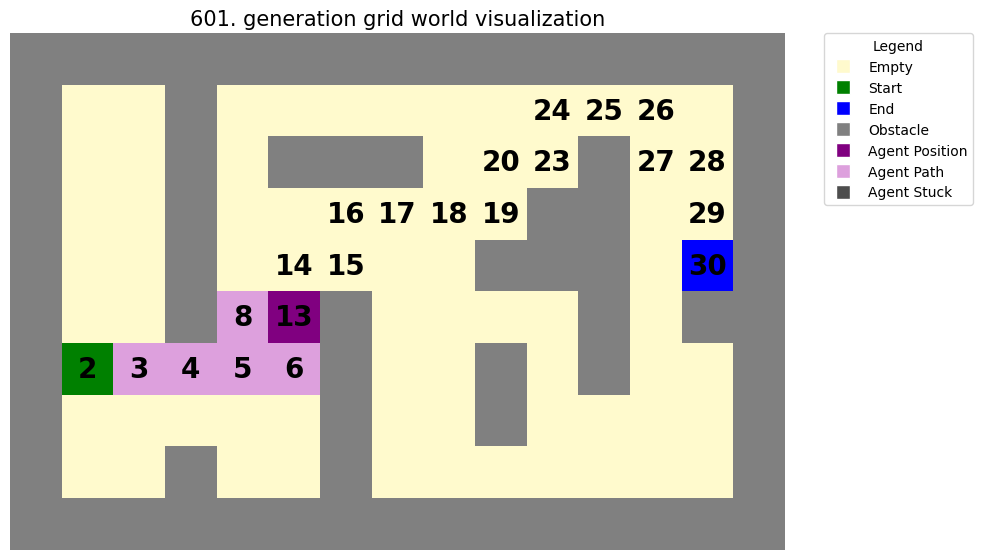 601. generation grid world visualization
24 25 26
20 23 27 28
16 17 18 19 29
14 15 30
8 13
2 3 4 5 6
Legend
Empty
Start
End
Obstacle
Agent Position
Agent Path
Agent Stuck